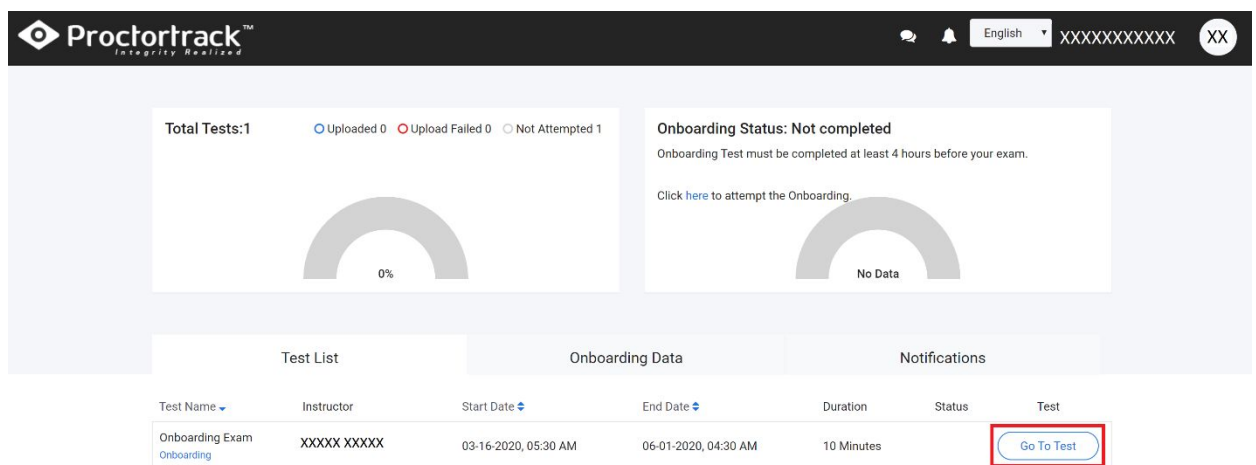 Proctortrack™
Integrity Realized
English
XXXXXXXXXXX
XX
Total Tests:1
Uploaded 0
Upload Failed 0
Not Attempted 1
0%
Onboarding Status: Not completed
Onboarding Test must be completed at least 4 hours before your exam.
Click here to attempt the Onboarding.
No Data
Test List
Onboarding Data
Notifications
Test Name Instructor Start Date End Date Duration Status Test
Onboarding Exam XXXXX XXXXX 03-16-2020, 05:30 AM 06-01-2020, 04:30 AM 10 Minutes Go To Test
Onboarding